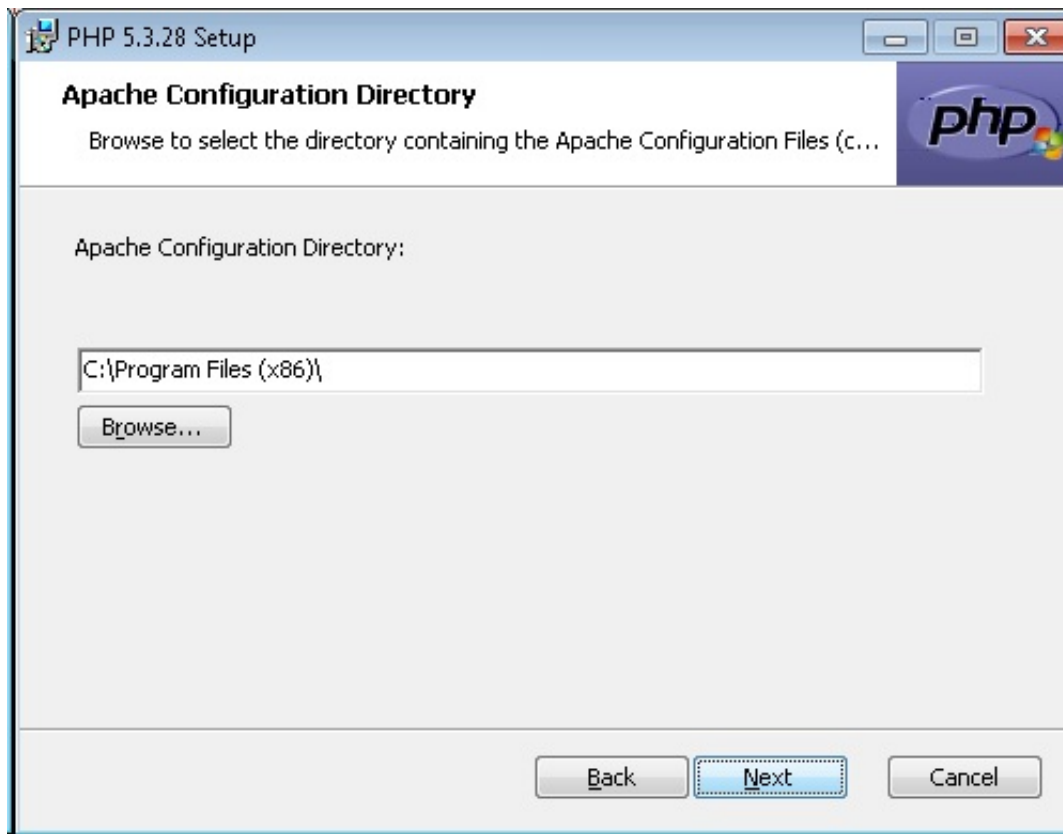 PHP 5.3.28 Setup
Apache Configuration Directory
Browse to select the directory containing the Apache Configuration Files (c...
php
Apache Configuration Directory:
C:\Program Files (x86)\
Browse...
Back
Next
Cancel